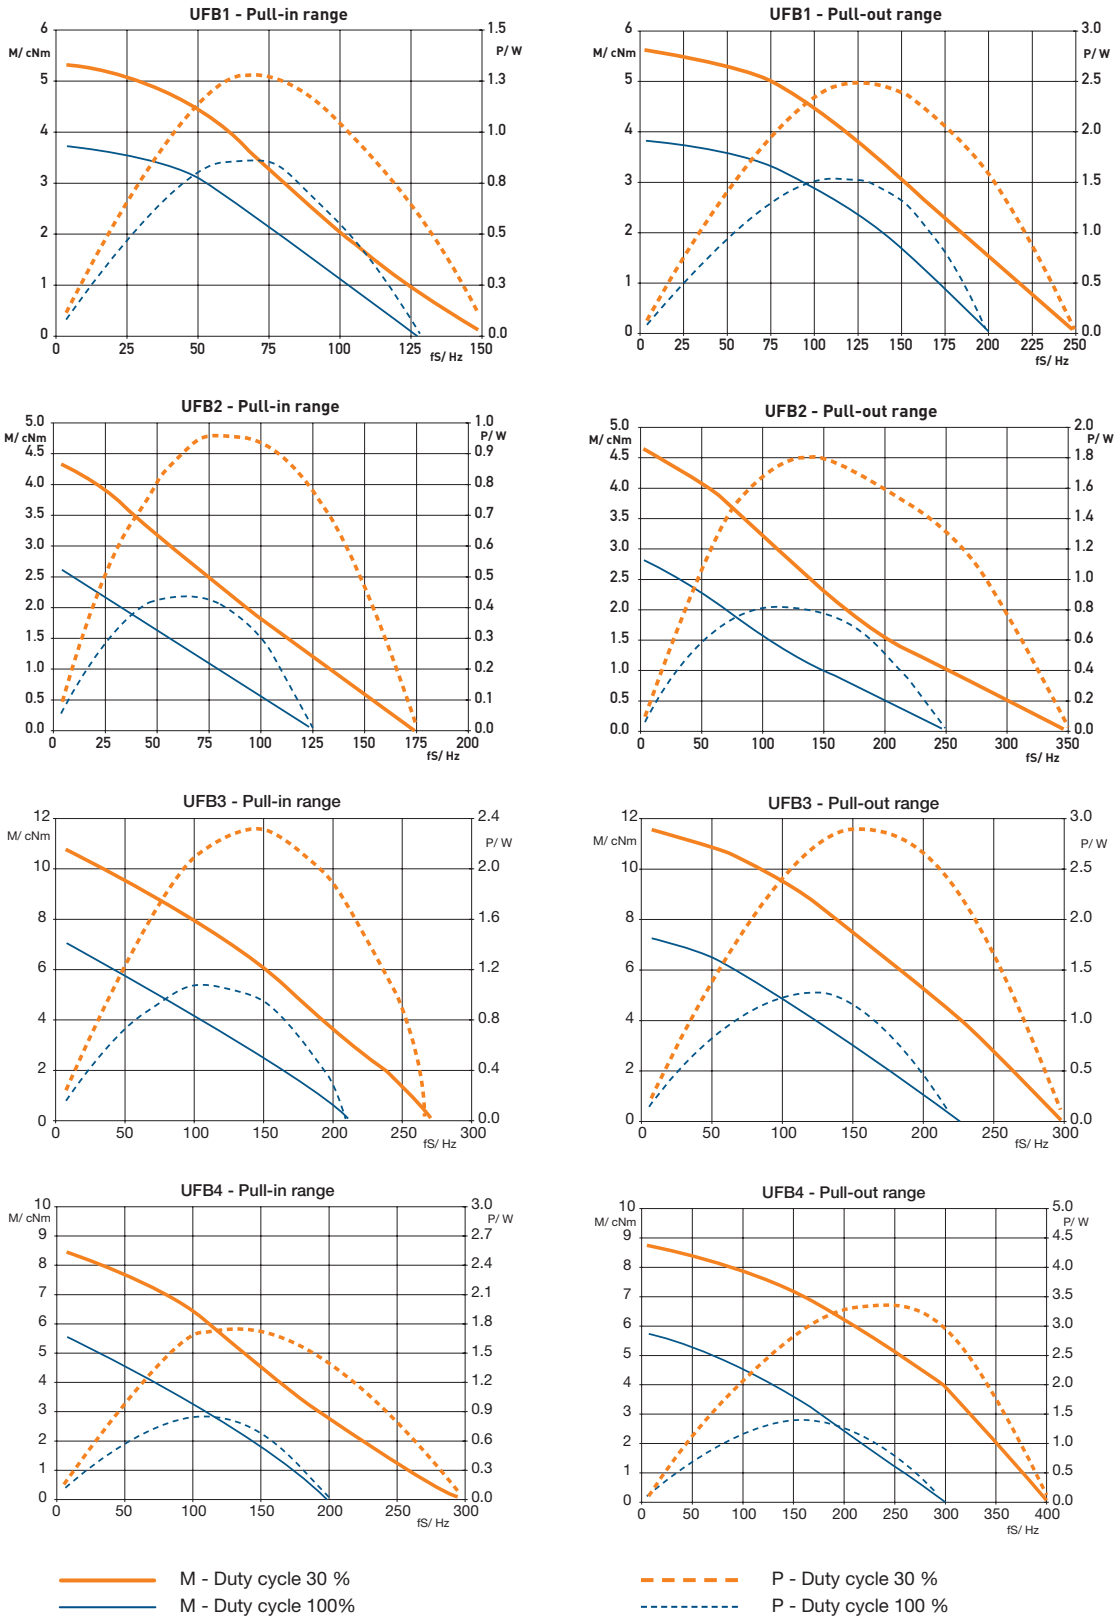 UFB1 - Pull-in range
6 1.5
M/ cNm P/ W
5 1.3
4 1.0
3 0.8
2 0.5
1 0.3
0 0.0
0 25 50 75 100 125 150
fS/ Hz
UFB1 - Pull-out range
6 3.0
M/ cNm P/ W
5 2.5
4 2.0
3 1.5
2 1.0
1 0.5
0 0.0
0 25 50 75 100 125 150 175 200 225 250
fS/ Hz
UFB2 - Pull-in range
5.0 1.0
M/ cNm P/ W
4.5 0.9
4.0 0.8
3.5 0.7
3.0 0.6
2.5 0.5
2.0 0.4
1.5 0.3
1.0 0.2
0.5 0.1
0.0 0.0
0 25 50 75 100 125 150 175 200
fS/ Hz
UFB2 - Pull-out range
5.0 2.0
M/ cNm P/ W
4.5 1.8
4.0 1.6
3.5 1.4
3.0 1.2
2.5 1.0
2.0 0.8
1.5 0.6
1.0 0.4
0.5 0.2
0.0 0.0
0 50 100 150 200 250 300 350
fS/ Hz
UFB3 - Pull-in range
12 2.4
M/ cNm P/ W
10 2.0
8 1.6
6 1.2
4 0.8
2 0.4
0 0.0
0 50 100 150 200 250 300
fS/ Hz
UFB3 - Pull-out range
12 3.0
M/ cNm P/ W
10 2.5
8 2.0
6 1.5
4 1.0
2 0.5
0 0.0
0 50 100 150 200 250 300
fS/ Hz
UFB4 - Pull-in range
10 3.0
M/ cNm P/ W
9 2.7
8 2.4
7 2.1
6 1.8
5 1.5
4 1.2
3 0.9
2 0.6
1 0.3
0 0.0
0 50 100 150 200 250 300
fS/ Hz
UFB4 - Pull-out range
10 5.0
M/ cNm P/ W
9 4.5
8 4.0
7 3.5
6 3.0
5 2.5
4 2.0
3 1.5
2 1.0
1 0.5
0 0.0
0 50 100 150 200 250 300 350 400
fS/ Hz
M - Duty cycle 30 %
M - Duty cycle 100%
P - Duty cycle 30 %
P - Duty cycle 100 %